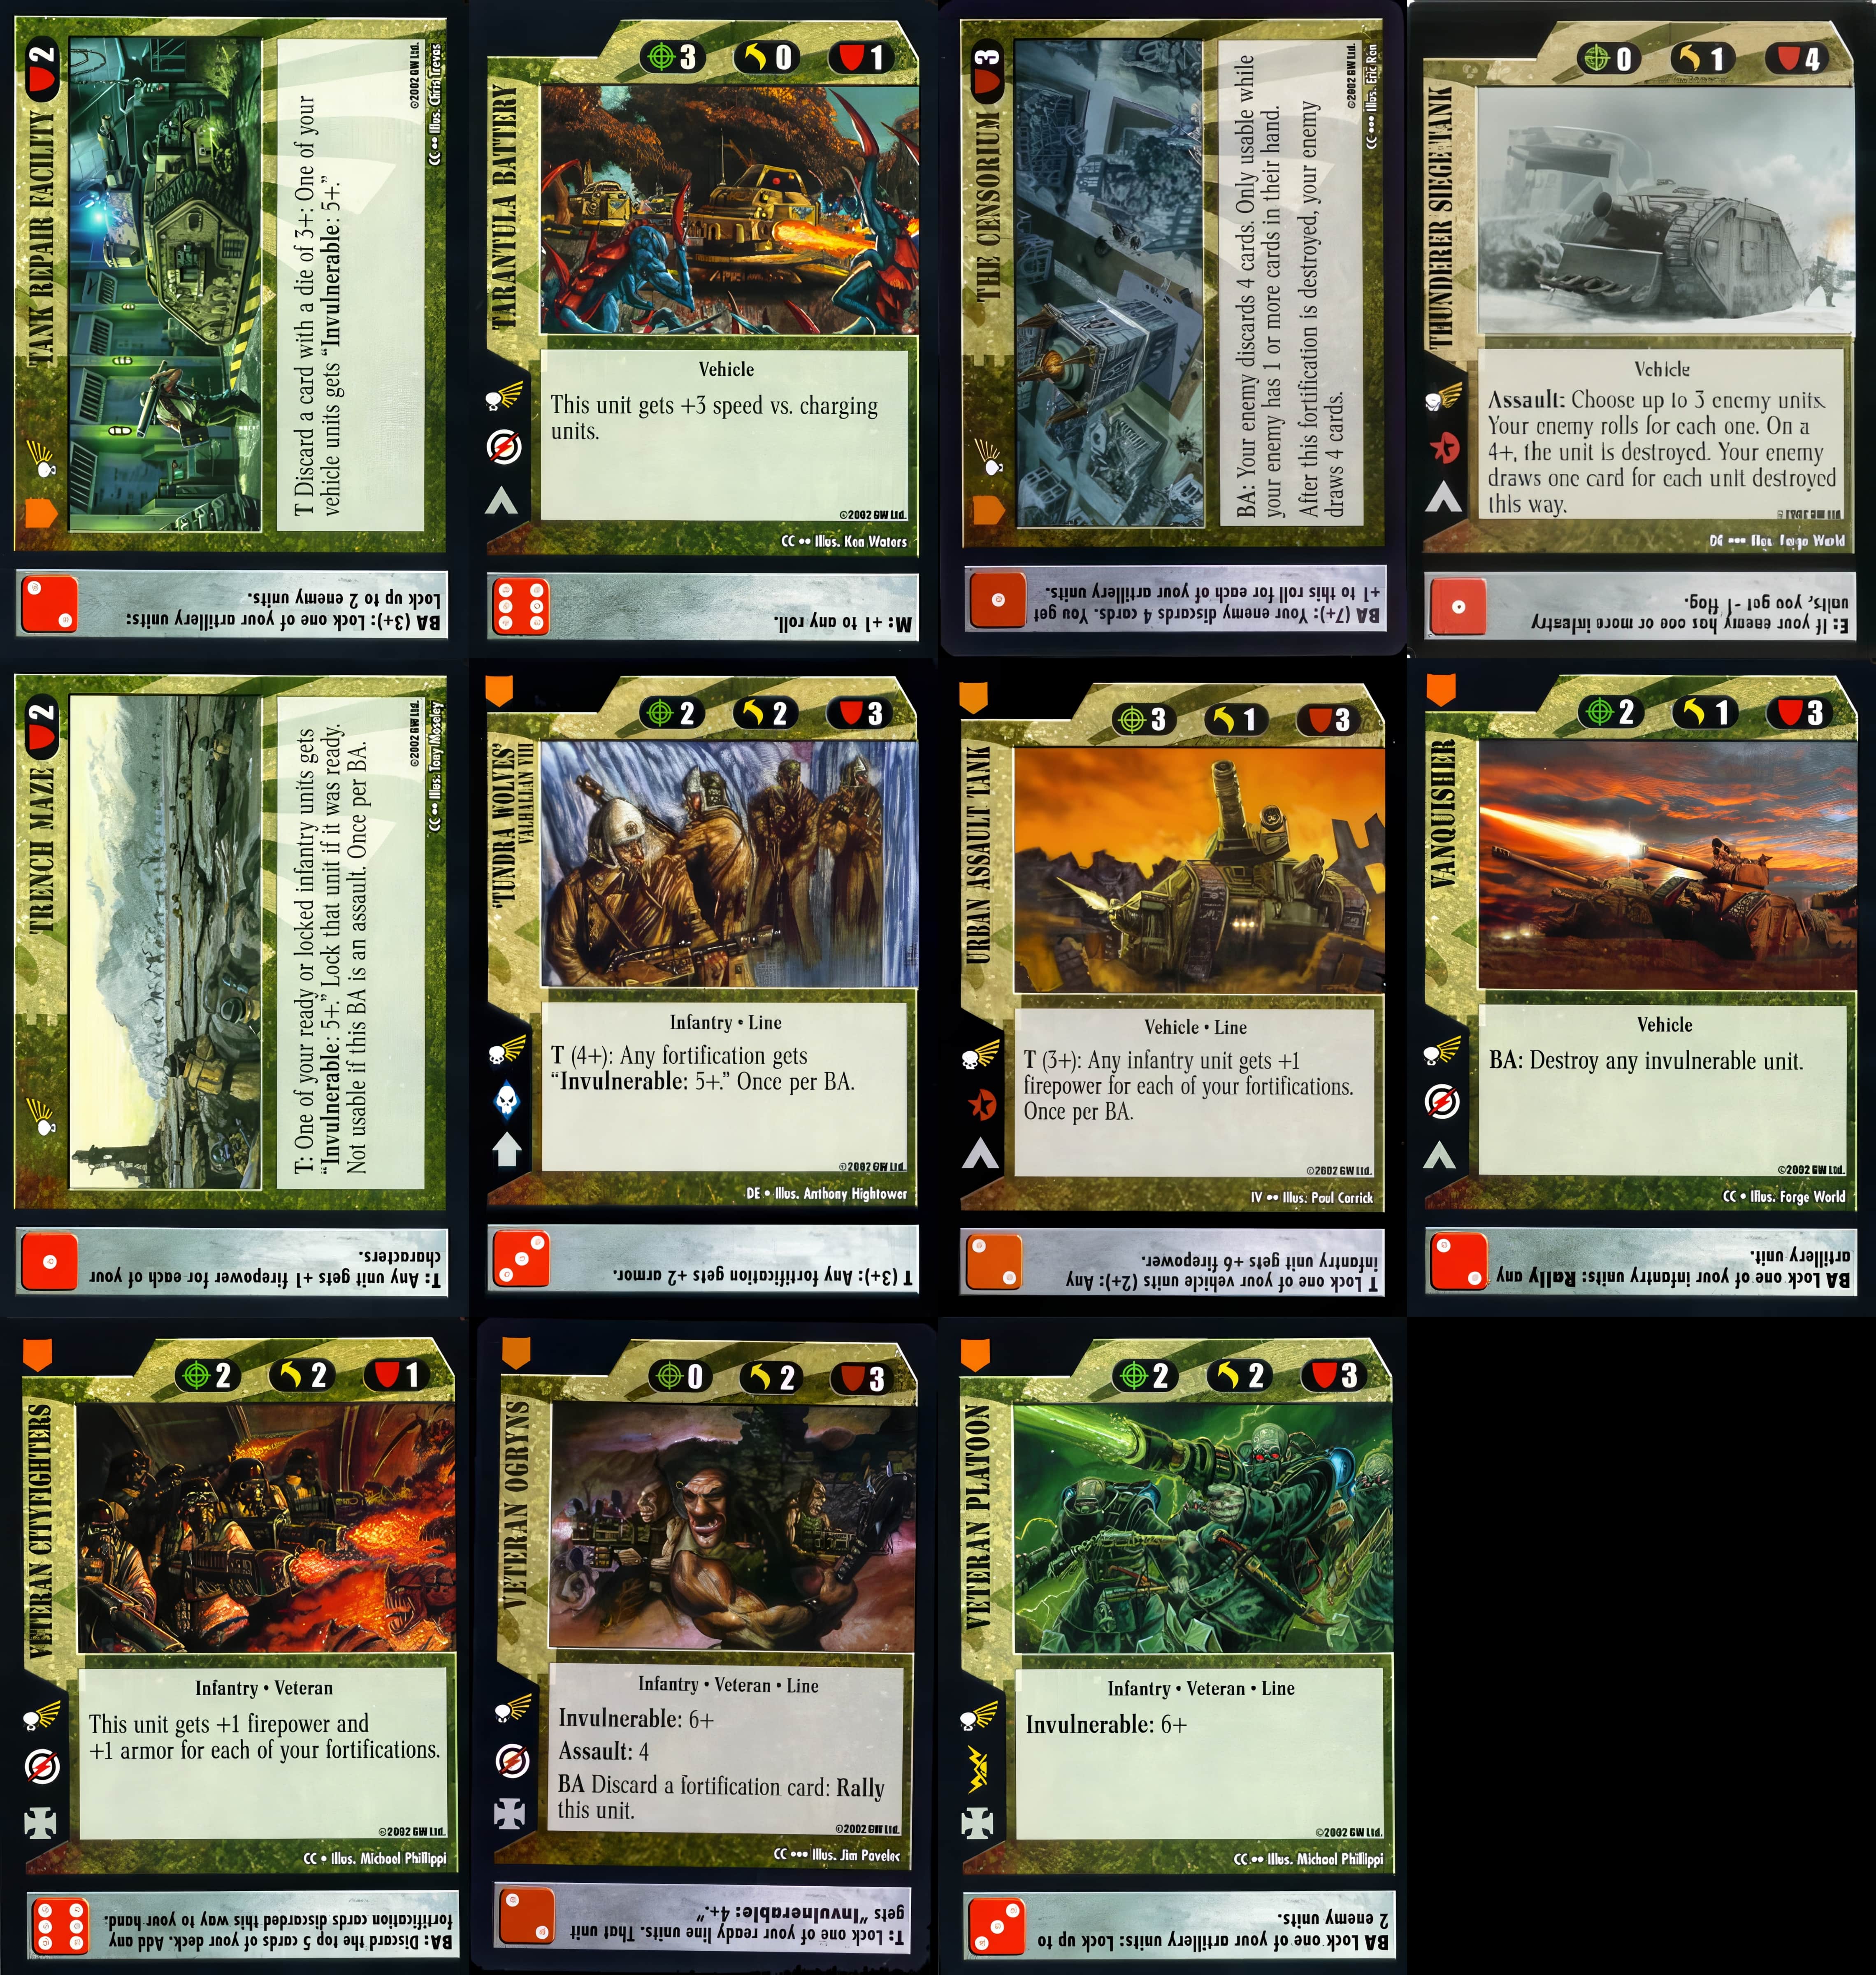 TANK REPAIR FACILITY
2
T Discard a card with a die of 3+: One of your
vehicle units gets “Invulnerable: 5+.”
©2002 GW Ltd.
CC •• Illus. Chris Trevas
BA (3+): Lock one of your artillery units:
Lock up to 2 enemy units.
TARANTULA BATTERY
3 0 1
Vehicle
This unit gets +3 speed vs. charging
units.
©2002 GW Ltd.
CC •• Illus. Ken Waters
M: +1 to any roll.
THE CENSORIUM
3
BA: Your enemy discards 4 cards. Only usable while
your enemy has 1 or more cards in their hand.
After this fortification is destroyed, your enemy
draws 4 cards.
©2002 GW Ltd.
CC ••• Illus. Eric Ren
BA (7+): Your enemy discards 4 cards. You get
+1 to this roll for each of your artillery units.
THUNDERER SIEGE TANK
0 1 4
Vehicle
Assault: Choose up to 3 enemy units.
Your enemy rolls for each one. On a
4+, the unit is destroyed. Your enemy
draws one card for each unit destroyed
this way.
GW Ltd.
••• Illus. Forge World
E: If your enemy has one or more infantry
units, you get -1 flag.
TRENCH MAZE
2
T: One of your ready or locked infantry units gets
“Invulnerable: 5+.” Lock that unit if it was ready.
Not usable if this BA is an assault. Once per BA.
©2002 GW Ltd.
CC •• Illus. Tony Moseley
T: Any unit gets +1 firepower for each of your
characters.
‘TUNDRA WOLVES’
VALHALLAN VIII
2 2 3
Infantry • Line
T (4+): Any fortification gets
“Invulnerable: 5+.” Once per BA.
©2002 GW Ltd.
DE • Illus. Anthony Hightower
T (3+): Any fortification gets +2 armor.
URBAN ASSAULT TANK
3 1 3
Vehicle • Line
T (3+): Any infantry unit gets +1
firepower for each of your fortifications.
Once per BA.
©2002 GW Ltd.
IV •• Illus. Paul Carrick
T Lock one of your vehicle units (2+): Any
infantry unit gets +6 firepower.
VANQUISHER
2 1 3
Vehicle
BA: Destroy any invulnerable unit.
©2002 GW Ltd.
CC • Illus. Forge World
BA Lock one of your infantry units: Rally any
artillery unit.
VETERAN CITYFIGHTERS
2 2 1
Infantry • Veteran
This unit gets +1 firepower and
+1 armor for each of your fortifications.
©2002 GW Ltd.
CC • Illus. Michael Phillippi
BA: Discard the top 5 cards of your deck. Add any
fortification cards discarded this way to your hand.
VETERAN OGRYNS
0 2 3
Infantry • Veteran • Line
Invulnerable: 6+
Assault: 4
BA Discard a fortification card: Rally
this unit.
©2002 GW Ltd.
CC ••• Illus. Jim Pavelec
T: Lock one of your ready line units. That unit
gets “Invulnerable: 4+.”
VETERAN PLATOON
2 2 3
Infantry • Veteran • Line
Invulnerable: 6+
©2002 GW Ltd.
CC •• Illus. Michael Phillippi
BA Lock one of your artillery units: Lock up to
2 enemy units.